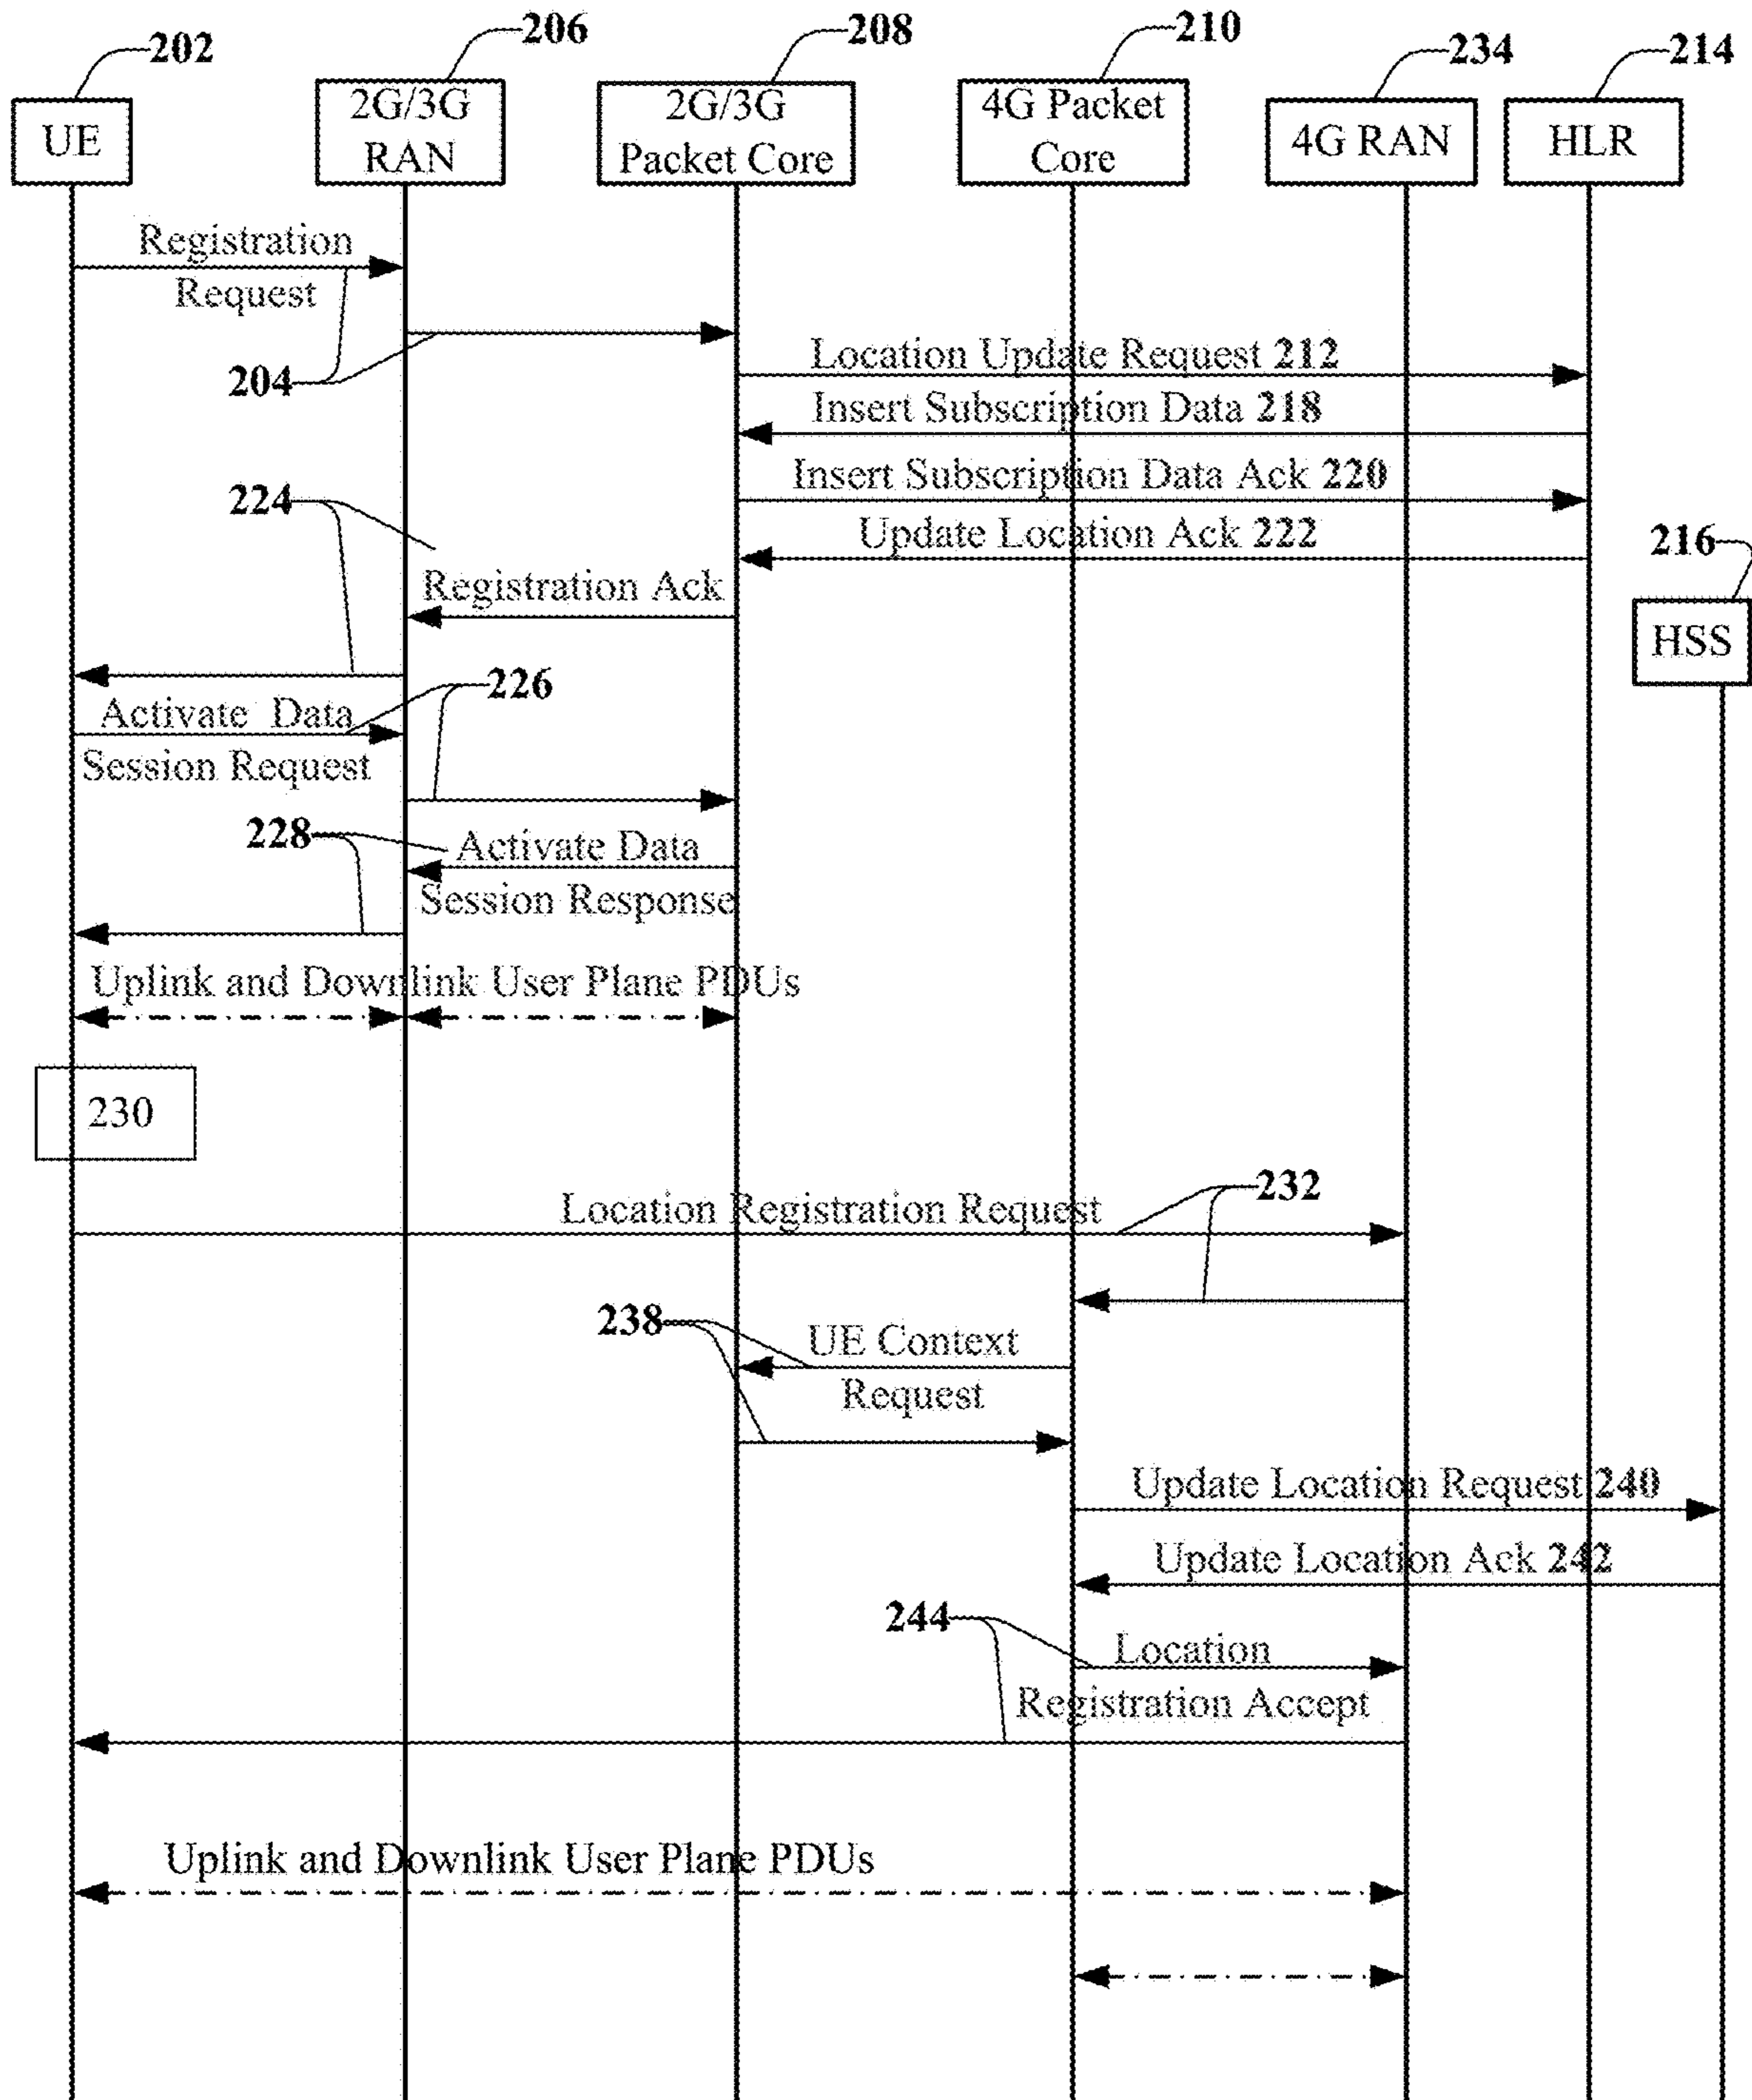 202
206
208
210
234
214
UE
2G/3G
RAN
2G/3G
Packet Core
4G Packet
Core
4G RAN
HLR
Registration
Request
204
Location Update Request 212
Insert Subscription Data 218
Insert Subscription Data Ack 220
224
Update Location Ack 222
216
Registration Ack
HSS
226
Activate Data
Session Request
228
Activate Data
Session Response
Uplink and Downlink User Plane PDUs
230
232
Location Registration Request
238
UE Context
Request
Update Location Request 240
Update Location Ack 242
244
Location
Registration Accept
Uplink and Downlink User Plane PDUs